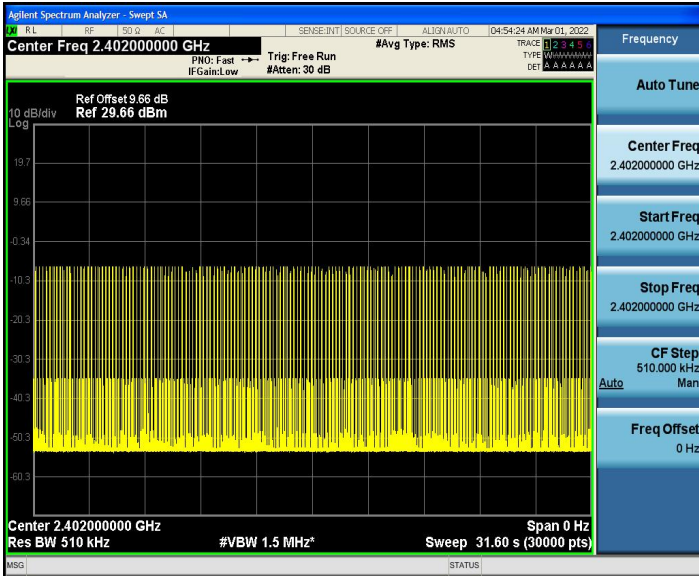 Agilent Spectrum Analyzer - Swept SA
LXI RL RF 50 Ω AC SENSE:INT SOURCE OFF ALIGN AUTO 04:54:24 AM Mar 01, 2022
Center Freq 2.402000000 GHz
#Avg Type: RMS
TRACE 1 2 3 4 5 6
PNO: Fast Trig: Free Run
TYPE
IFGain:Low #Atten: 30 dB
DET A A A A A A
Ref Offset 9.66 dB
10 dB/div Ref 29.66 dBm
Log
19.7
9.66
-0.34
-10.3
-20.3
-30.3
-40.3
-50.3
-60.3
Center 2.402000000 GHz Span 0 Hz
Res BW 510 kHz #VBW 1.5 MHz* Sweep 31.60 s (30000 pts)
MSG STATUS
Frequency
Auto Tune
Center Freq
2.402000000 GHz
Start Freq
2.402000000 GHz
Stop Freq
2.402000000 GHz
CF Step
510.000 kHz
Auto Man
Freq Offset
0 Hz